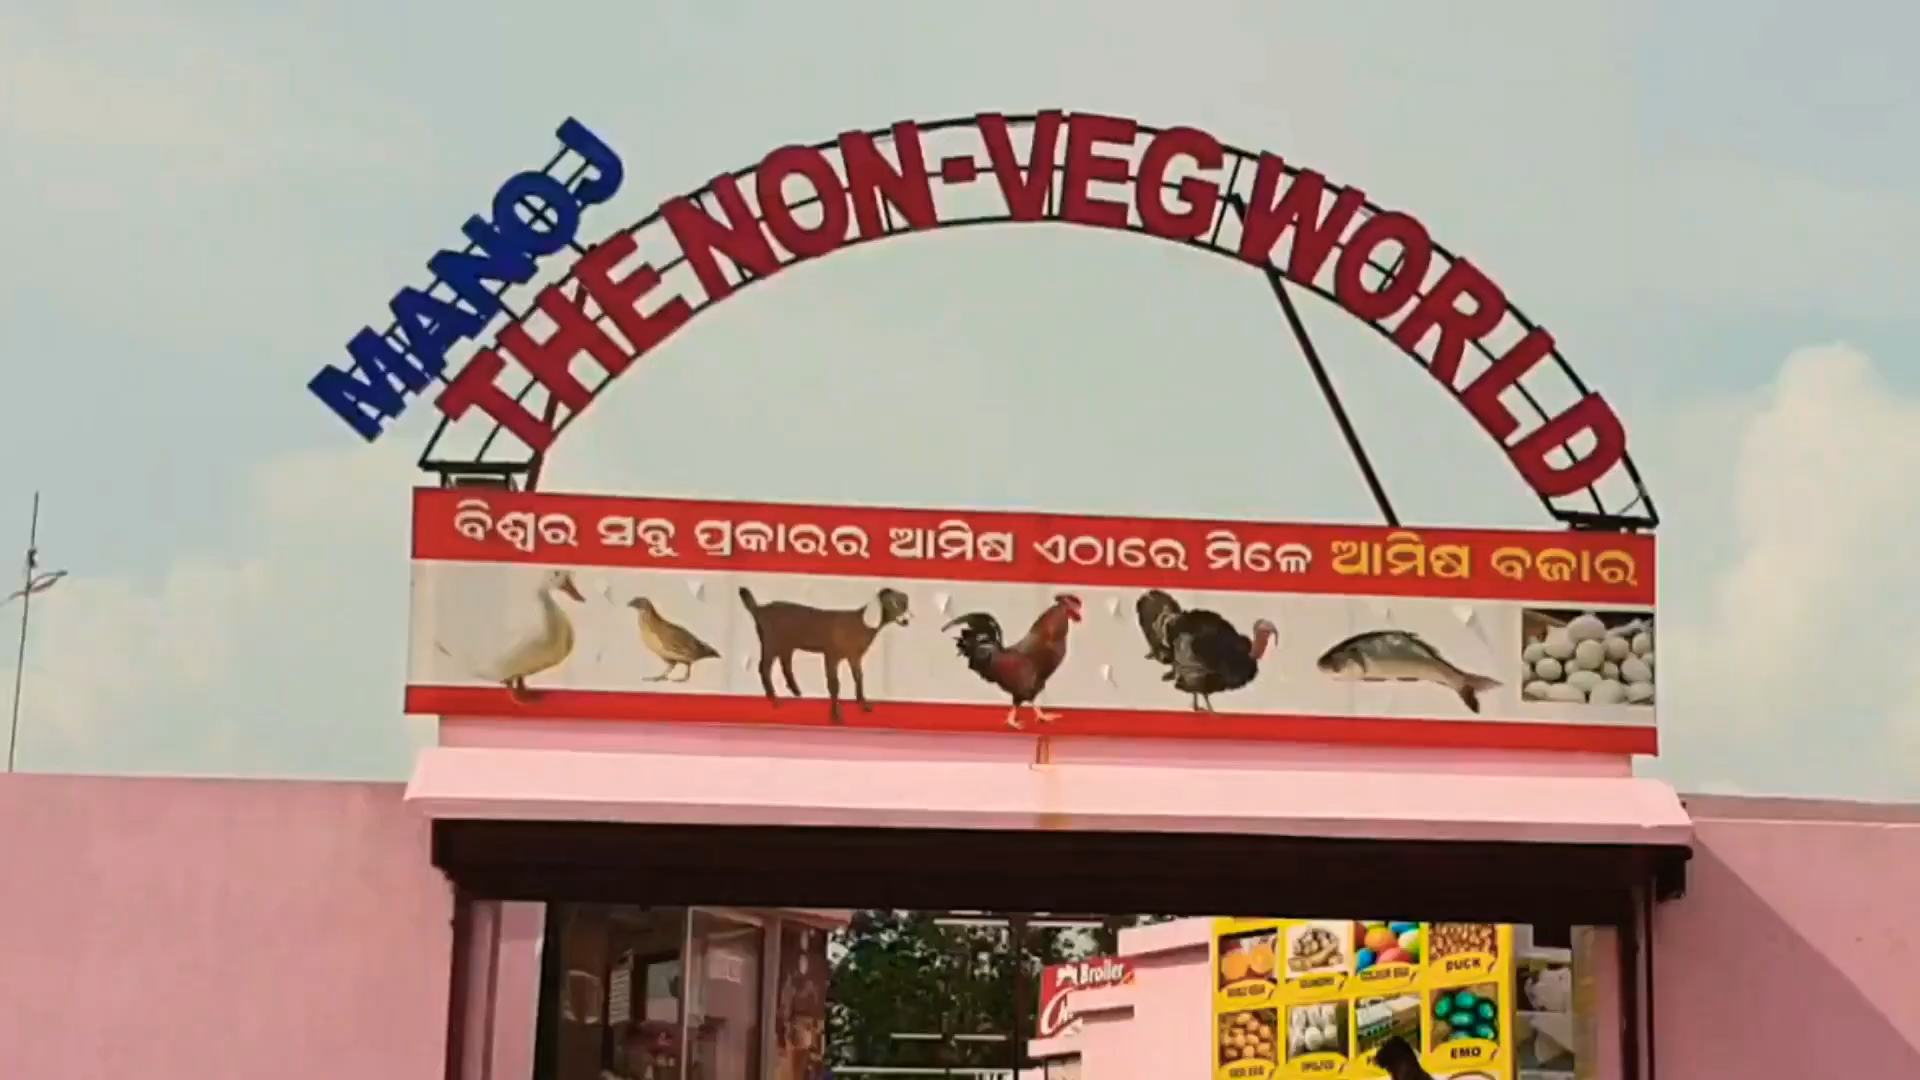 MANOJ
THE NON-VEG WORLD
ବିଶ୍ୱର ସବୁ ପ୍ରକାରର ଆମିଷ ଏଠାରେ ମିଳେ ଆମିଷ ବଜାର
Broiler
DUCK
EMO